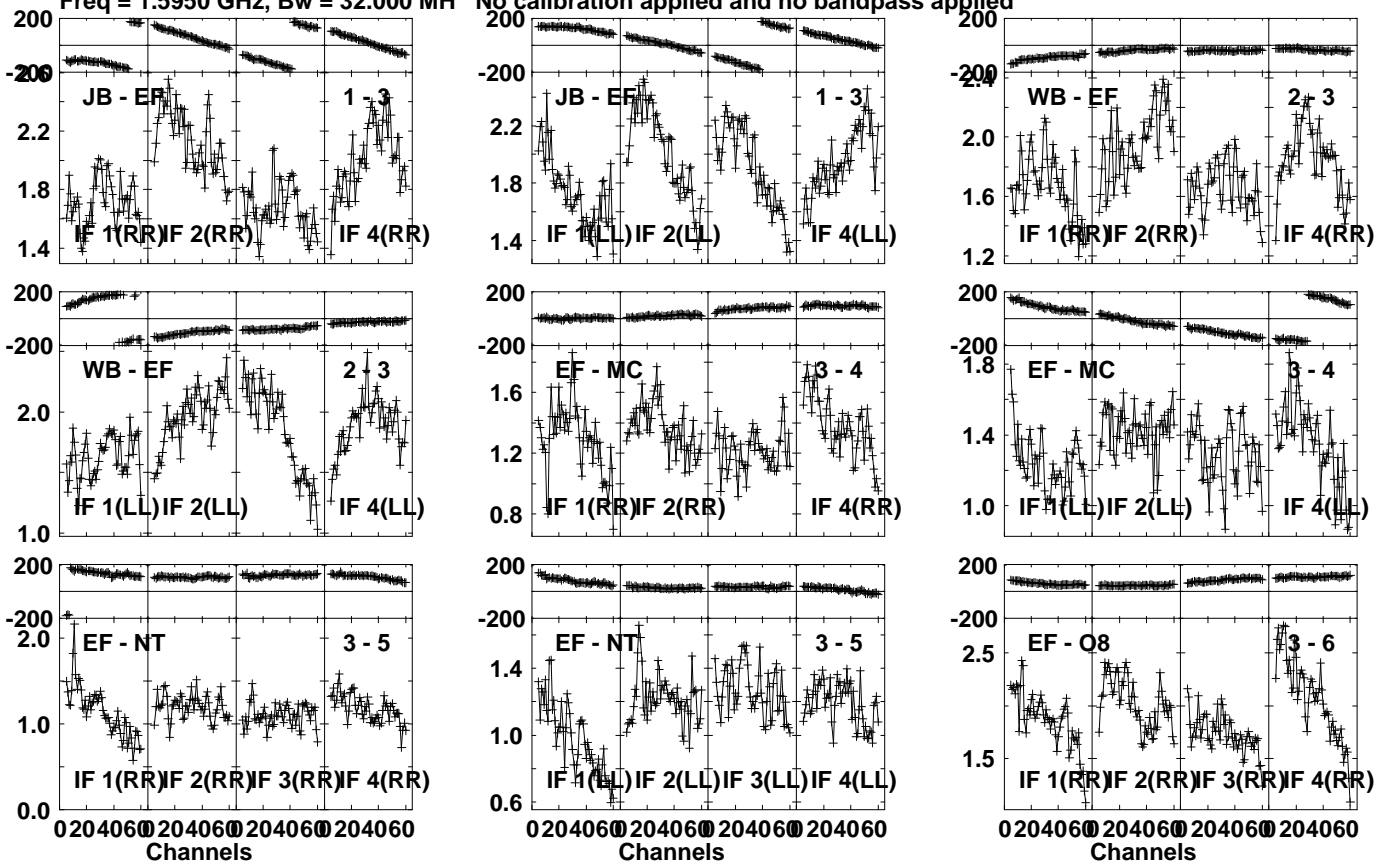 Freq = 1.5950 GHz, Bw = 32.000 MH No calibration applied and no bandpass applied
200
-200
2.6
2.2
1.8
1.4
JB - EF
1 - 3
IF 1(RR)
IF 2(RR)
IF 4(RR)
200
-200
2.2
1.8
1.4
JB - EF
1 - 3
IF 1(LL)
IF 2(LL)
IF 4(LL)
200
-200
2.4
2.0
1.6
1.2
WB - EF
2 - 3
IF 1(RR)
IF 2(RR)
IF 4(RR)
200
-200
2.0
1.0
WB - EF
2 - 3
IF 1(LL)
IF 2(LL)
IF 4(LL)
200
-200
1.6
1.2
0.8
EF - MC
3 - 4
IF 1(RR)
IF 2(RR)
IF 4(RR)
200
-200
1.8
1.4
1.0
EF - MC
3 - 4
IF 1(LL)
IF 2(LL)
IF 4(LL)
200
-200
2.0
1.0
0.0
EF - NT
3 - 5
IF 1(RR)
IF 2(RR)
IF 3(RR)
IF 4(RR)
0 20 40 60 0 20 40 60 0 20 40 60 0 20 40 60
Channels
200
-200
1.4
1.0
0.6
EF - NT
3 - 5
IF 1(LL)
IF 2(LL)
IF 3(LL)
IF 4(LL)
0 20 40 60 0 20 40 60 0 20 40 60 0 20 40 60
Channels
200
-200
2.5
1.5
EF - O8
3 - 6
IF 1(RR)
IF 2(RR)
IF 3(RR)
IF 4(RR)
0 20 40 60 0 20 40 60 0 20 40 60 0 20 40 60
Channels